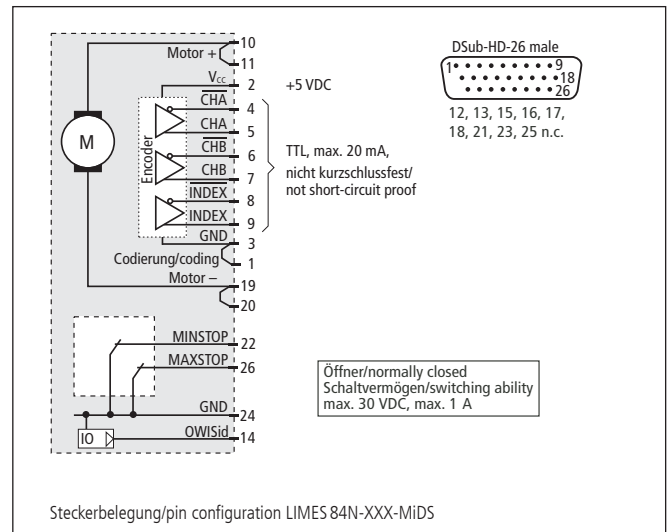 10
Motor +
11
Vcc
2
+5 VDC
CHA
4
CHA
5
CHB
6
CHB
7
INDEX
8
INDEX
9
GND
3
Codierung/coding
1
Motor –
19
20
M
Encoder
TTL, max. 20 mA,
nicht kurzschlussfest/
not short-circuit proof
DSub-HD-26 male
1
9
18
26
12, 13, 15, 16, 17,
18, 21, 23, 25 n.c.
MINSTOP
22
MAXSTOP
26
GND
24
IO
OWISid
14
Öffner/normally closed
Schaltvermögen/switching ability
max. 30 VDC, max. 1 A
Steckerbelegung/pin configuration LIMES 84N-XXX-MiDS